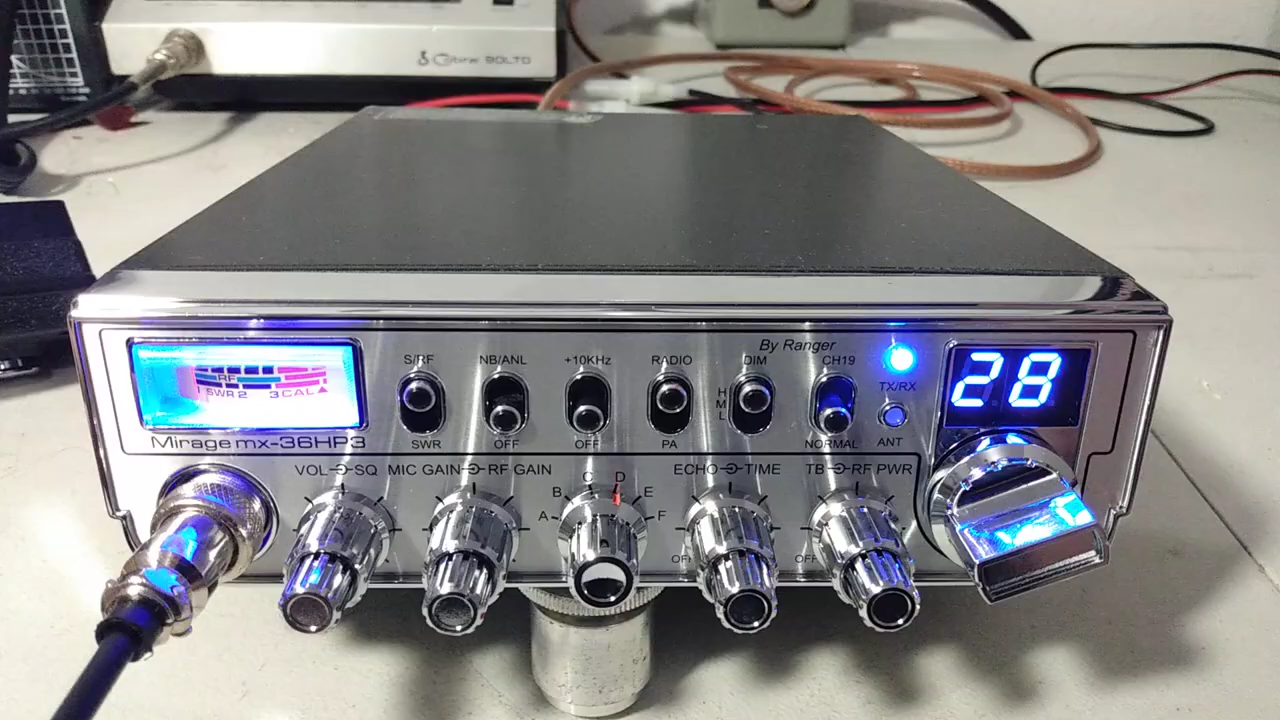 Cobra 90LTD
By Ranger
S/RF NB/ANL +10KHz RADIO DIM CH19
RF
SWR 2 3 CAL
H
M
L
TX/RX
28
SWR OFF OFF PA NORMAL ANT
Mirage mx-36HP3
VOL SQ MIC GAIN RF GAIN ECHO TIME TB RF PWR
A B C D E F
OFF OFF